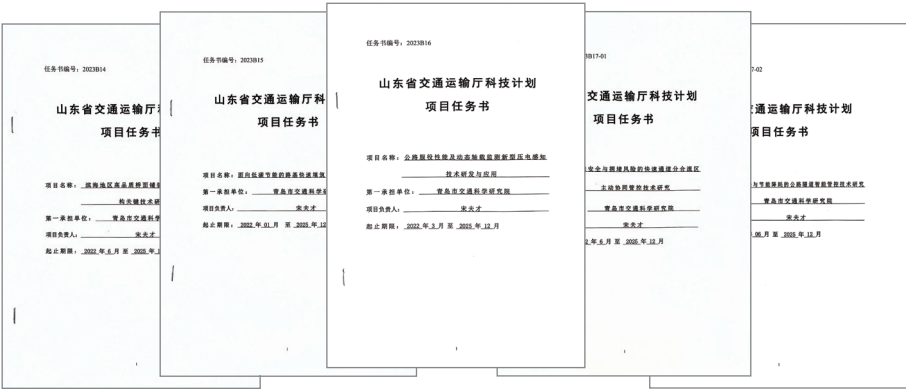 任务书编号：2023B14
山东省交通运输厅
项目任务书
项目名称：滨海地区高品质桥面铺
构关键技术研
第一承担单位：青岛市交通科学
项目负责人：宋夫才
起止期限：2022 年 6 月 至 2025 年
1
任务书编号：2023B15
山东省交通运输厅科
项目任务书
项目名称：面向低碳节能的路基快速填筑
第一承担单位：青岛市交通科学研
项目负责人：宋夫才
起止期限：2022 年 01 月 至 2025 年 12
1
任务书编号：2023B16
山东省交通运输厅科技计划
项目任务书
项目名称：公路服役性能及动态轴载监测新型压电感知
技术研发与应用
第一承担单位：青岛市交通科学研究院
项目负责人：宋夫才
起止期限：2022 年 3 月 至 2025 年 12 月
1
3B17-01
交通运输厅科技计划
项目任务书
安全与拥堵风险的快速通道分合流区
主动协同管控技术研究
青岛市交通科学研究院
宋夫才
2 年 6 月 至 2025 年 12 月
1
7-02
通运输厅科技计划
项目任务书
与节能降耗的公路隧道智能管控技术研究
青岛市交通科学研究院
宋夫才
06 月 至 2025 年 12 月
1